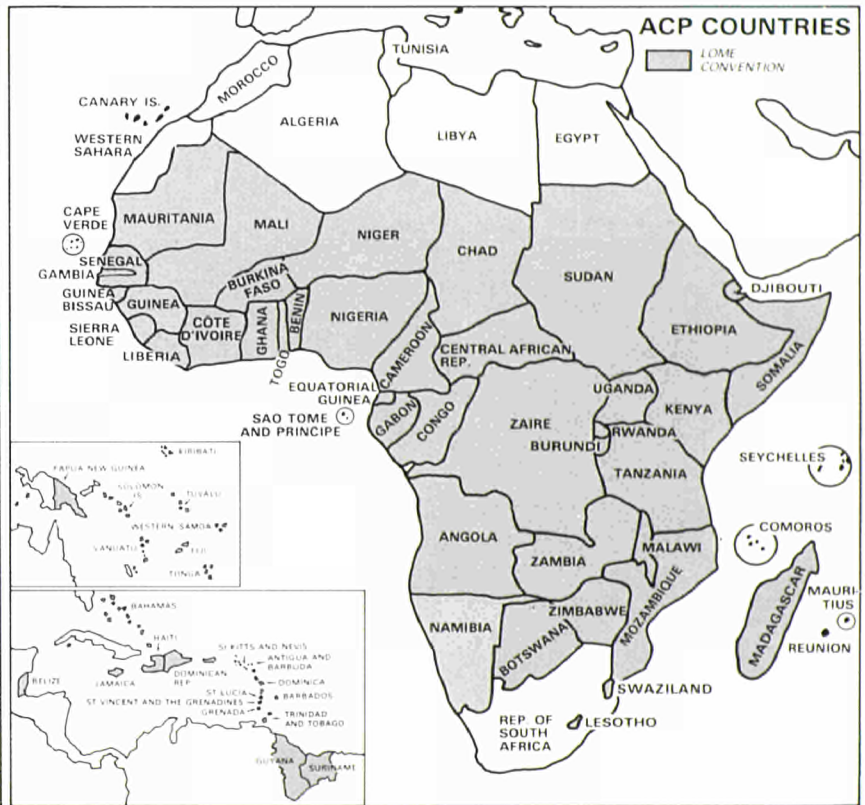 ACP COUNTRIES
LOME
CONVENTION
TUNISIA
MOROCCO
CANARY IS.
ALGERIA
LIBYA
EGYPT
WESTERN
SAHARA
CAPE
VERDE
MAURITANIA
MALI
NIGER
CHAD
SUDAN
SENEGAL
GAMBIA
BURKINA
FASO
DJIBOUTI
GUINEA
BISSAU
GUINEA
CÔTE
D'IVOIRE
GHANA
TOGO
BENIN
NIGERIA
CAMEROON
ETHIOPIA
SIERRA
LEONE
LIBERIA
CENTRAL AFRICAN
REP.
SOMALIA
EQUATORIAL
GUINEA
UGANDA
SAO TOME
AND PRINCIPE
GABON
CONGO
ZAIRE
KENYA
BURUNDI
RWANDA
SEYCHELLES
TANZANIA
COMOROS
ANGOLA
ZAMBIA
MALAWI
MOZAMBIQUE
MADAGASCAR
MAURI-
TIUS
REUNION
NAMIBIA
ZIMBABWE
BOTSWANA
SWAZILAND
REP. OF
SOUTH
AFRICA
LESOTHO
KIRIBATI
PAPUA NEW GUINEA
SOLOMON
IS.
TUVALU
WESTERN SAMOA
VANUATU
FIJI
TONGA
BAHAMAS
HAITI
ST KITTS AND NEVIS
ANTIGUA AND
BARBUDA
BELIZE
JAMAICA
DOMINICAN
REP
DOMINICA
ST LUCIA
BARBADOS
ST VINCENT AND THE GRENADINES
GRENADA
TRINIDAD
AND TOBAGO
GUYANA
SURINAME